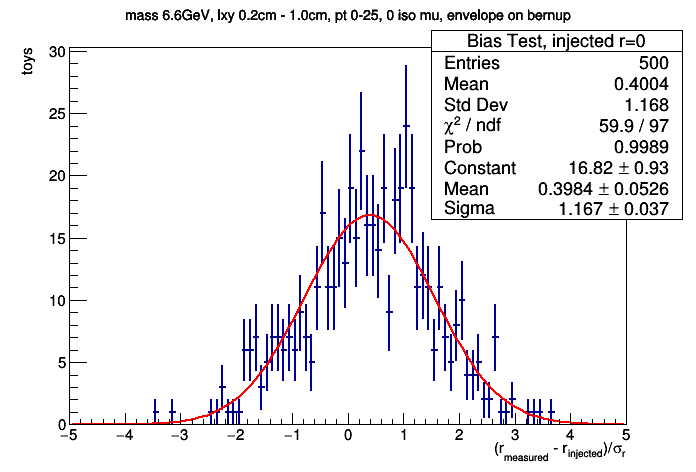 mass 6.6GeV, lxy 0.2cm - 1.0cm, pt 0-25, 0 iso mu, envelope on bernup
Bias Test, injected r=0
Entries 500
Mean 0.4004
Std Dev 1.168
χ² / ndf 59.9 / 97
Prob 0.9989
Constant 16.82 ± 0.93
Mean 0.3984 ± 0.0526
Sigma 1.167 ± 0.037
toys
30
25
20
15
10
5
0
−5 −4 −3 −2 −1 0 1 2 3 4 5
(r_measured - r_injected)/σ_r